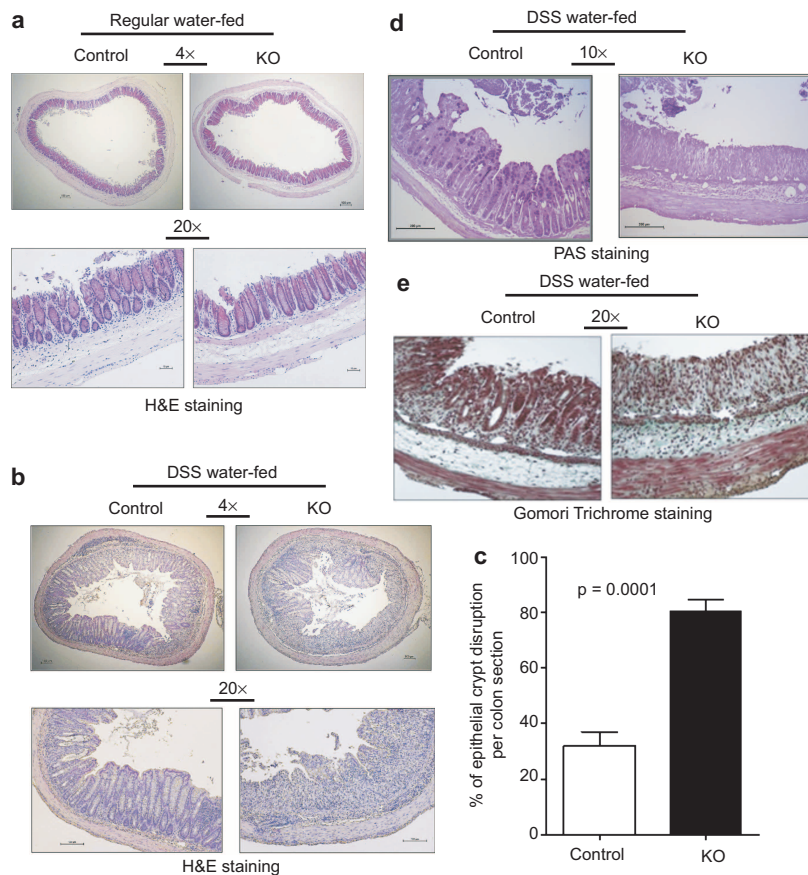 a
Regular water-fed
Control 4× KO
20×
H&E staining
b
DSS water-fed
Control 4× KO
20×
H&E staining
d
DSS water-fed
Control 10× KO
PAS staining
e
DSS water-fed
Control 20× KO
Gomori Trichrome staining
c
% of epithelial crypt disruption
per colon section
100
80
60
40
20
0
p = 0.0001
Control KO